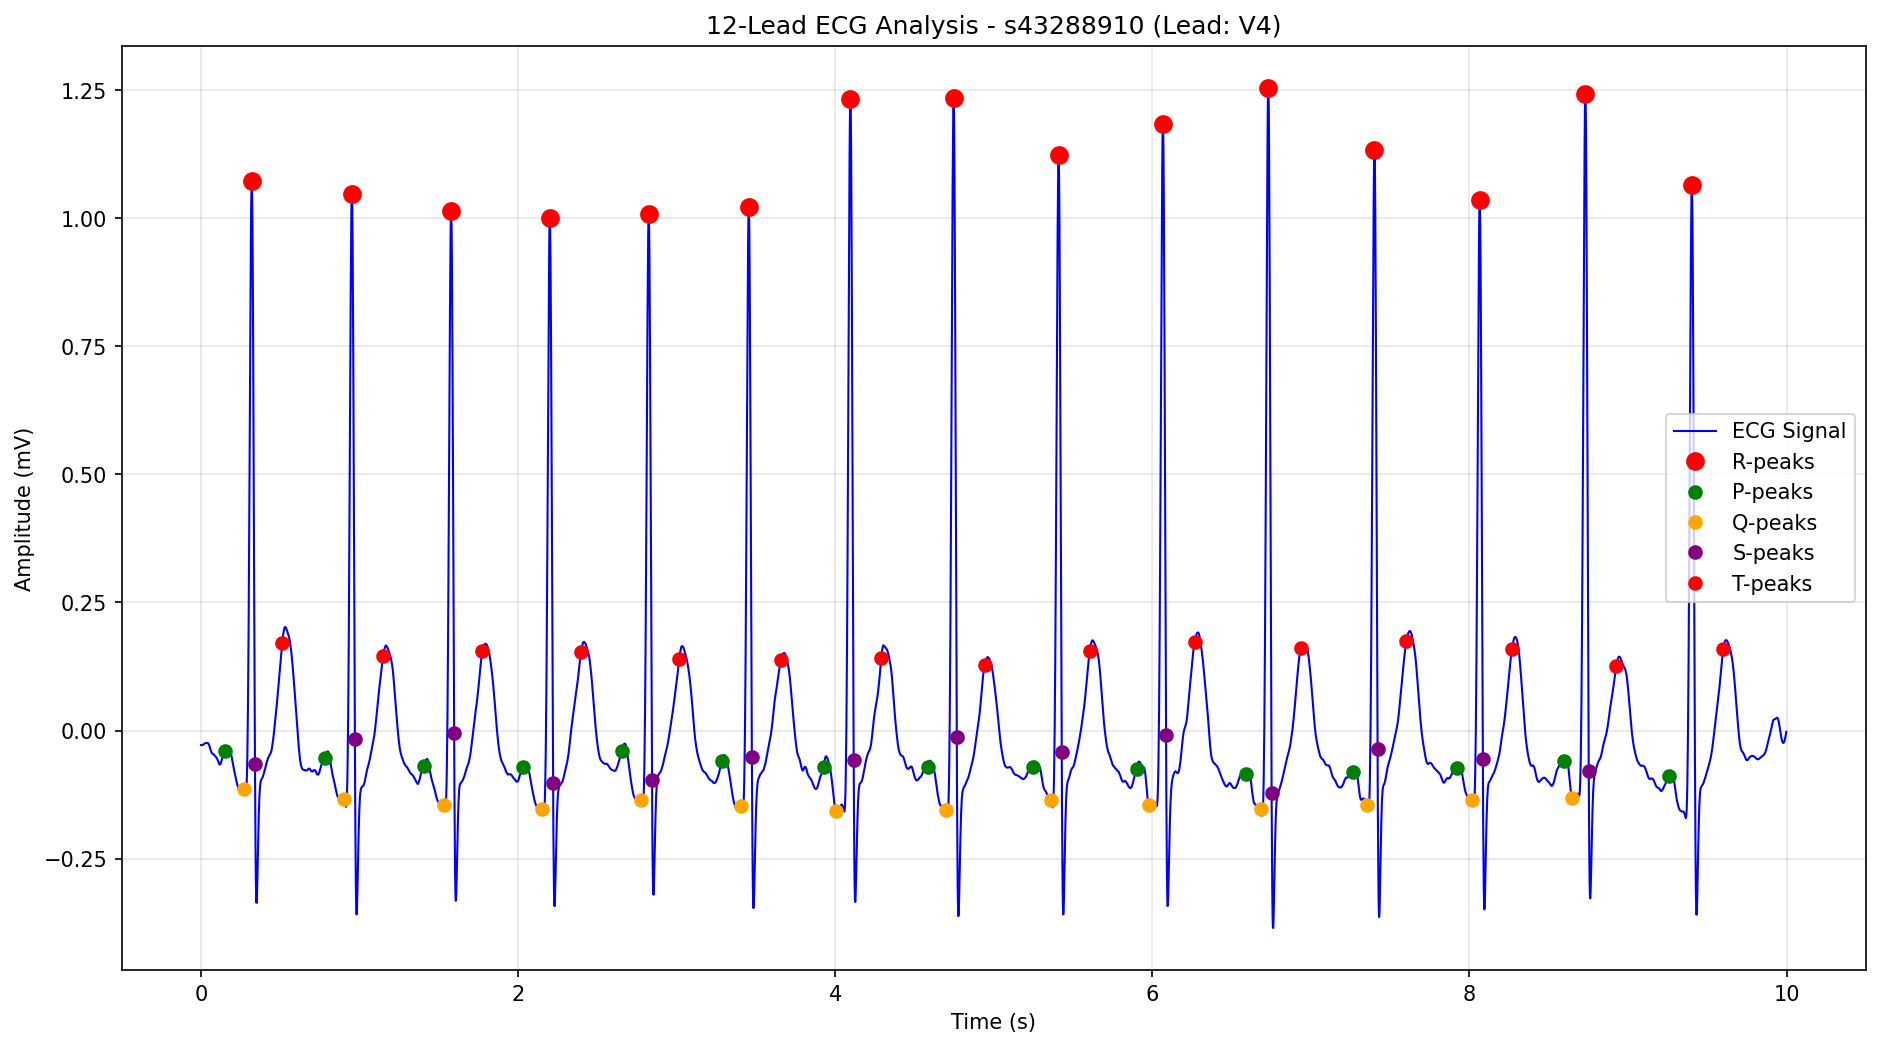 12-Lead ECG Analysis - s43288910 (Lead: V4)
Amplitude (mV)
1.25
1.00
0.75
0.50
0.25
0.00
−0.25
ECG Signal
R-peaks
P-peaks
Q-peaks
S-peaks
T-peaks
0 2 4 6 8 10
Time (s)